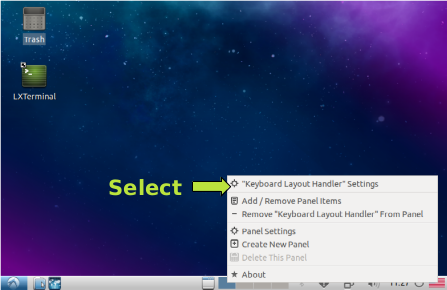 Trash
LXTerminal
Select
"Keyboard Layout Handler" Settings
Add / Remove Panel Items
Remove "Keyboard Layout Handler" From Panel
Panel Settings
Create New Panel
Delete This Panel
About
11:27